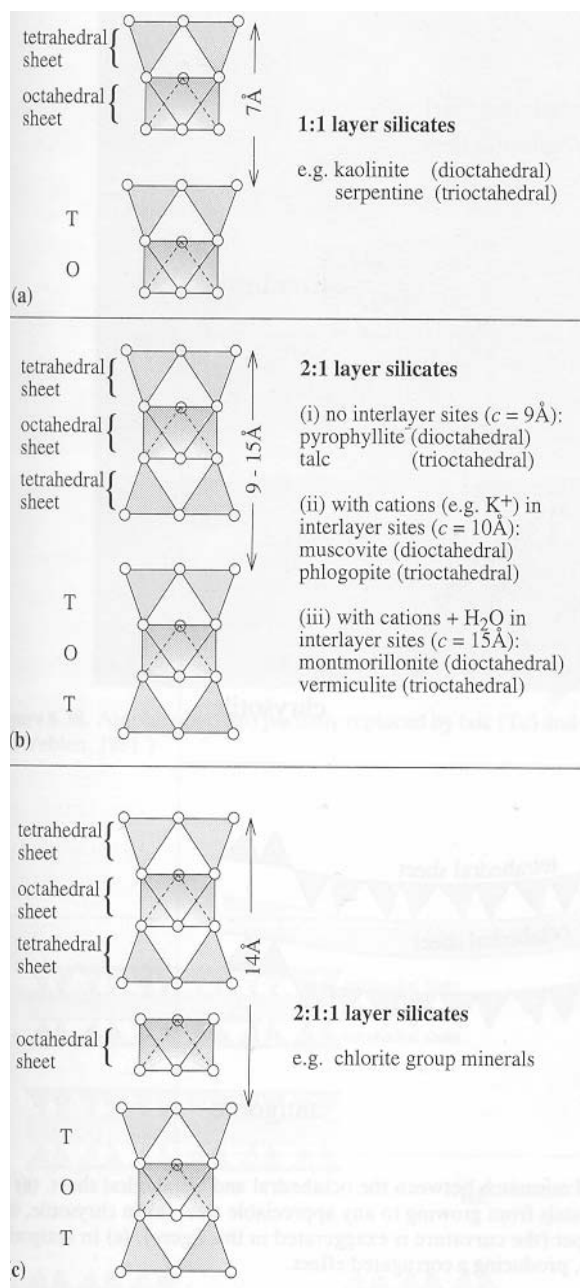 tetrahedral
sheet
octahedral
sheet
7Å
1:1 layer silicates
e.g. kaolinite (dioctahedral)
serpentine (trioctahedral)
T
O
(a)
tetrahedral
sheet
octahedral
sheet
tetrahedral
sheet
9 - 15Å
2:1 layer silicates
(i) no interlayer sites (c = 9Å):
pyrophyllite (dioctahedral)
talc (trioctahedral)
(ii) with cations (e.g. K⁺) in
interlayer sites (c = 10Å):
muscovite (dioctahedral)
phlogopite (trioctahedral)
(iii) with cations + H₂O in
interlayer sites (c = 15Å):
montmorillonite (dioctahedral)
vermiculite (trioctahedral)
T
O
T
(b)
tetrahedral
sheet
octahedral
sheet
tetrahedral
sheet
14Å
octahedral
sheet
2:1:1 layer silicates
e.g. chlorite group minerals
T
O
T
(c)